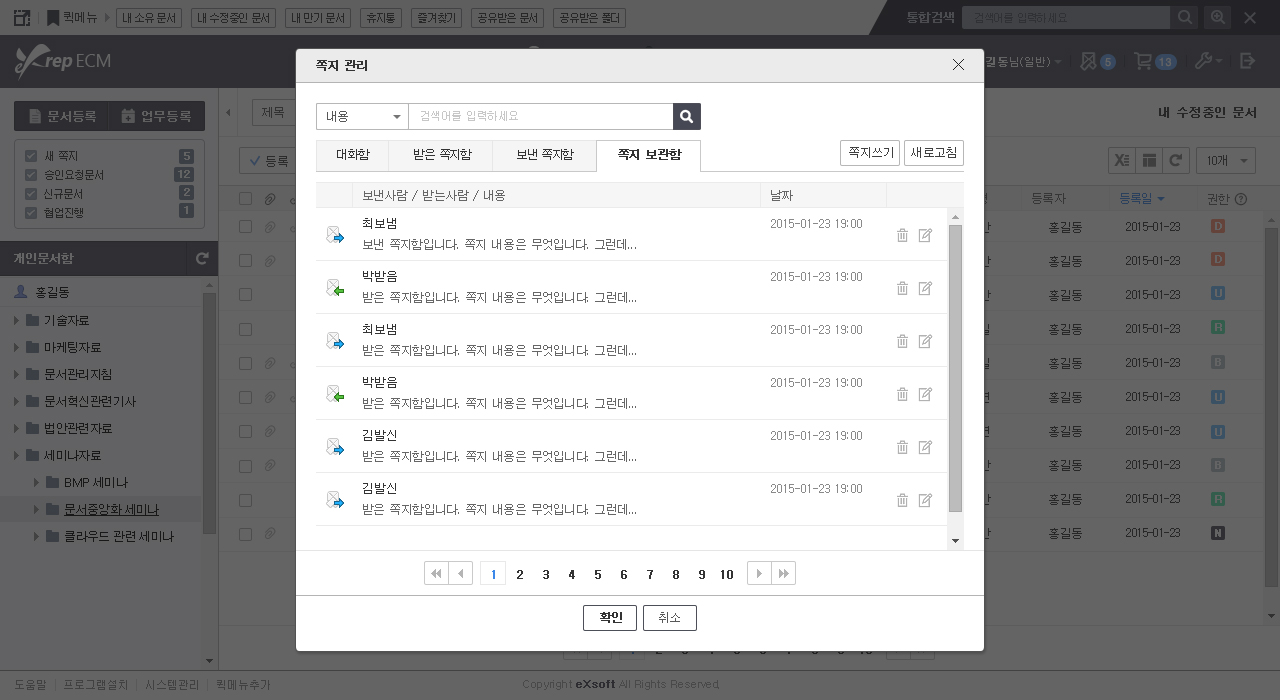 퀵메뉴 내 소유 문서 내 수정중인 문서 내 만기 문서 휴지통 즐겨찾기 공유받은 문서 공유받은 폴더 통합검색 검색어를 입력하세요
eXrep ECM
길동님(일반) 5 13
쪽지 관리
문서등록 업무등록
새 쪽지 5
승인요청문서 12
신규문서 2
협업진행 1
개인문서함
홍길동
기술자료
마케팅자료
문서관리지침
문서혁신관련기사
법안관련자료
세미나자료
BMP 세미나
문서중앙화 세미나
클라우드 관련 세미나
제목
내 수정중인 문서
등록
10개
등록자 등록일 권한
홍길동 2015-01-23 D
홍길동 2015-01-23 D
홍길동 2015-01-23 U
홍길동 2015-01-23 R
홍길동 2015-01-23 B
홍길동 2015-01-23 U
홍길동 2015-01-23 U
홍길동 2015-01-23 B
홍길동 2015-01-23 R
홍길동 2015-01-23 N
내용 검색어를 입력하세요
대화함 받은 쪽지함 보낸 쪽지함 쪽지 보관함 쪽지쓰기 새로고침
보낸사람 / 받는사람 / 내용 날짜
최보냄 2015-01-23 19:00
보낸 쪽지함입니다. 쪽지 내용은 무엇입니다. 그런데...
박받음 2015-01-23 19:00
받은 쪽지함입니다. 쪽지 내용은 무엇입니다. 그런데...
최보냄 2015-01-23 19:00
받은 쪽지함입니다. 쪽지 내용은 무엇입니다. 그런데...
박받음 2015-01-23 19:00
받은 쪽지함입니다. 쪽지 내용은 무엇입니다. 그런데...
김발신 2015-01-23 19:00
받은 쪽지함입니다. 쪽지 내용은 무엇입니다. 그런데...
김발신 2015-01-23 19:00
받은 쪽지함입니다. 쪽지 내용은 무엇입니다. 그런데...
1 2 3 4 5 6 7 8 9 10
확인 취소
도움말 프로그램설치 시스템관리 퀵메뉴추가
Copyright eXsoft All Rights Reserved.